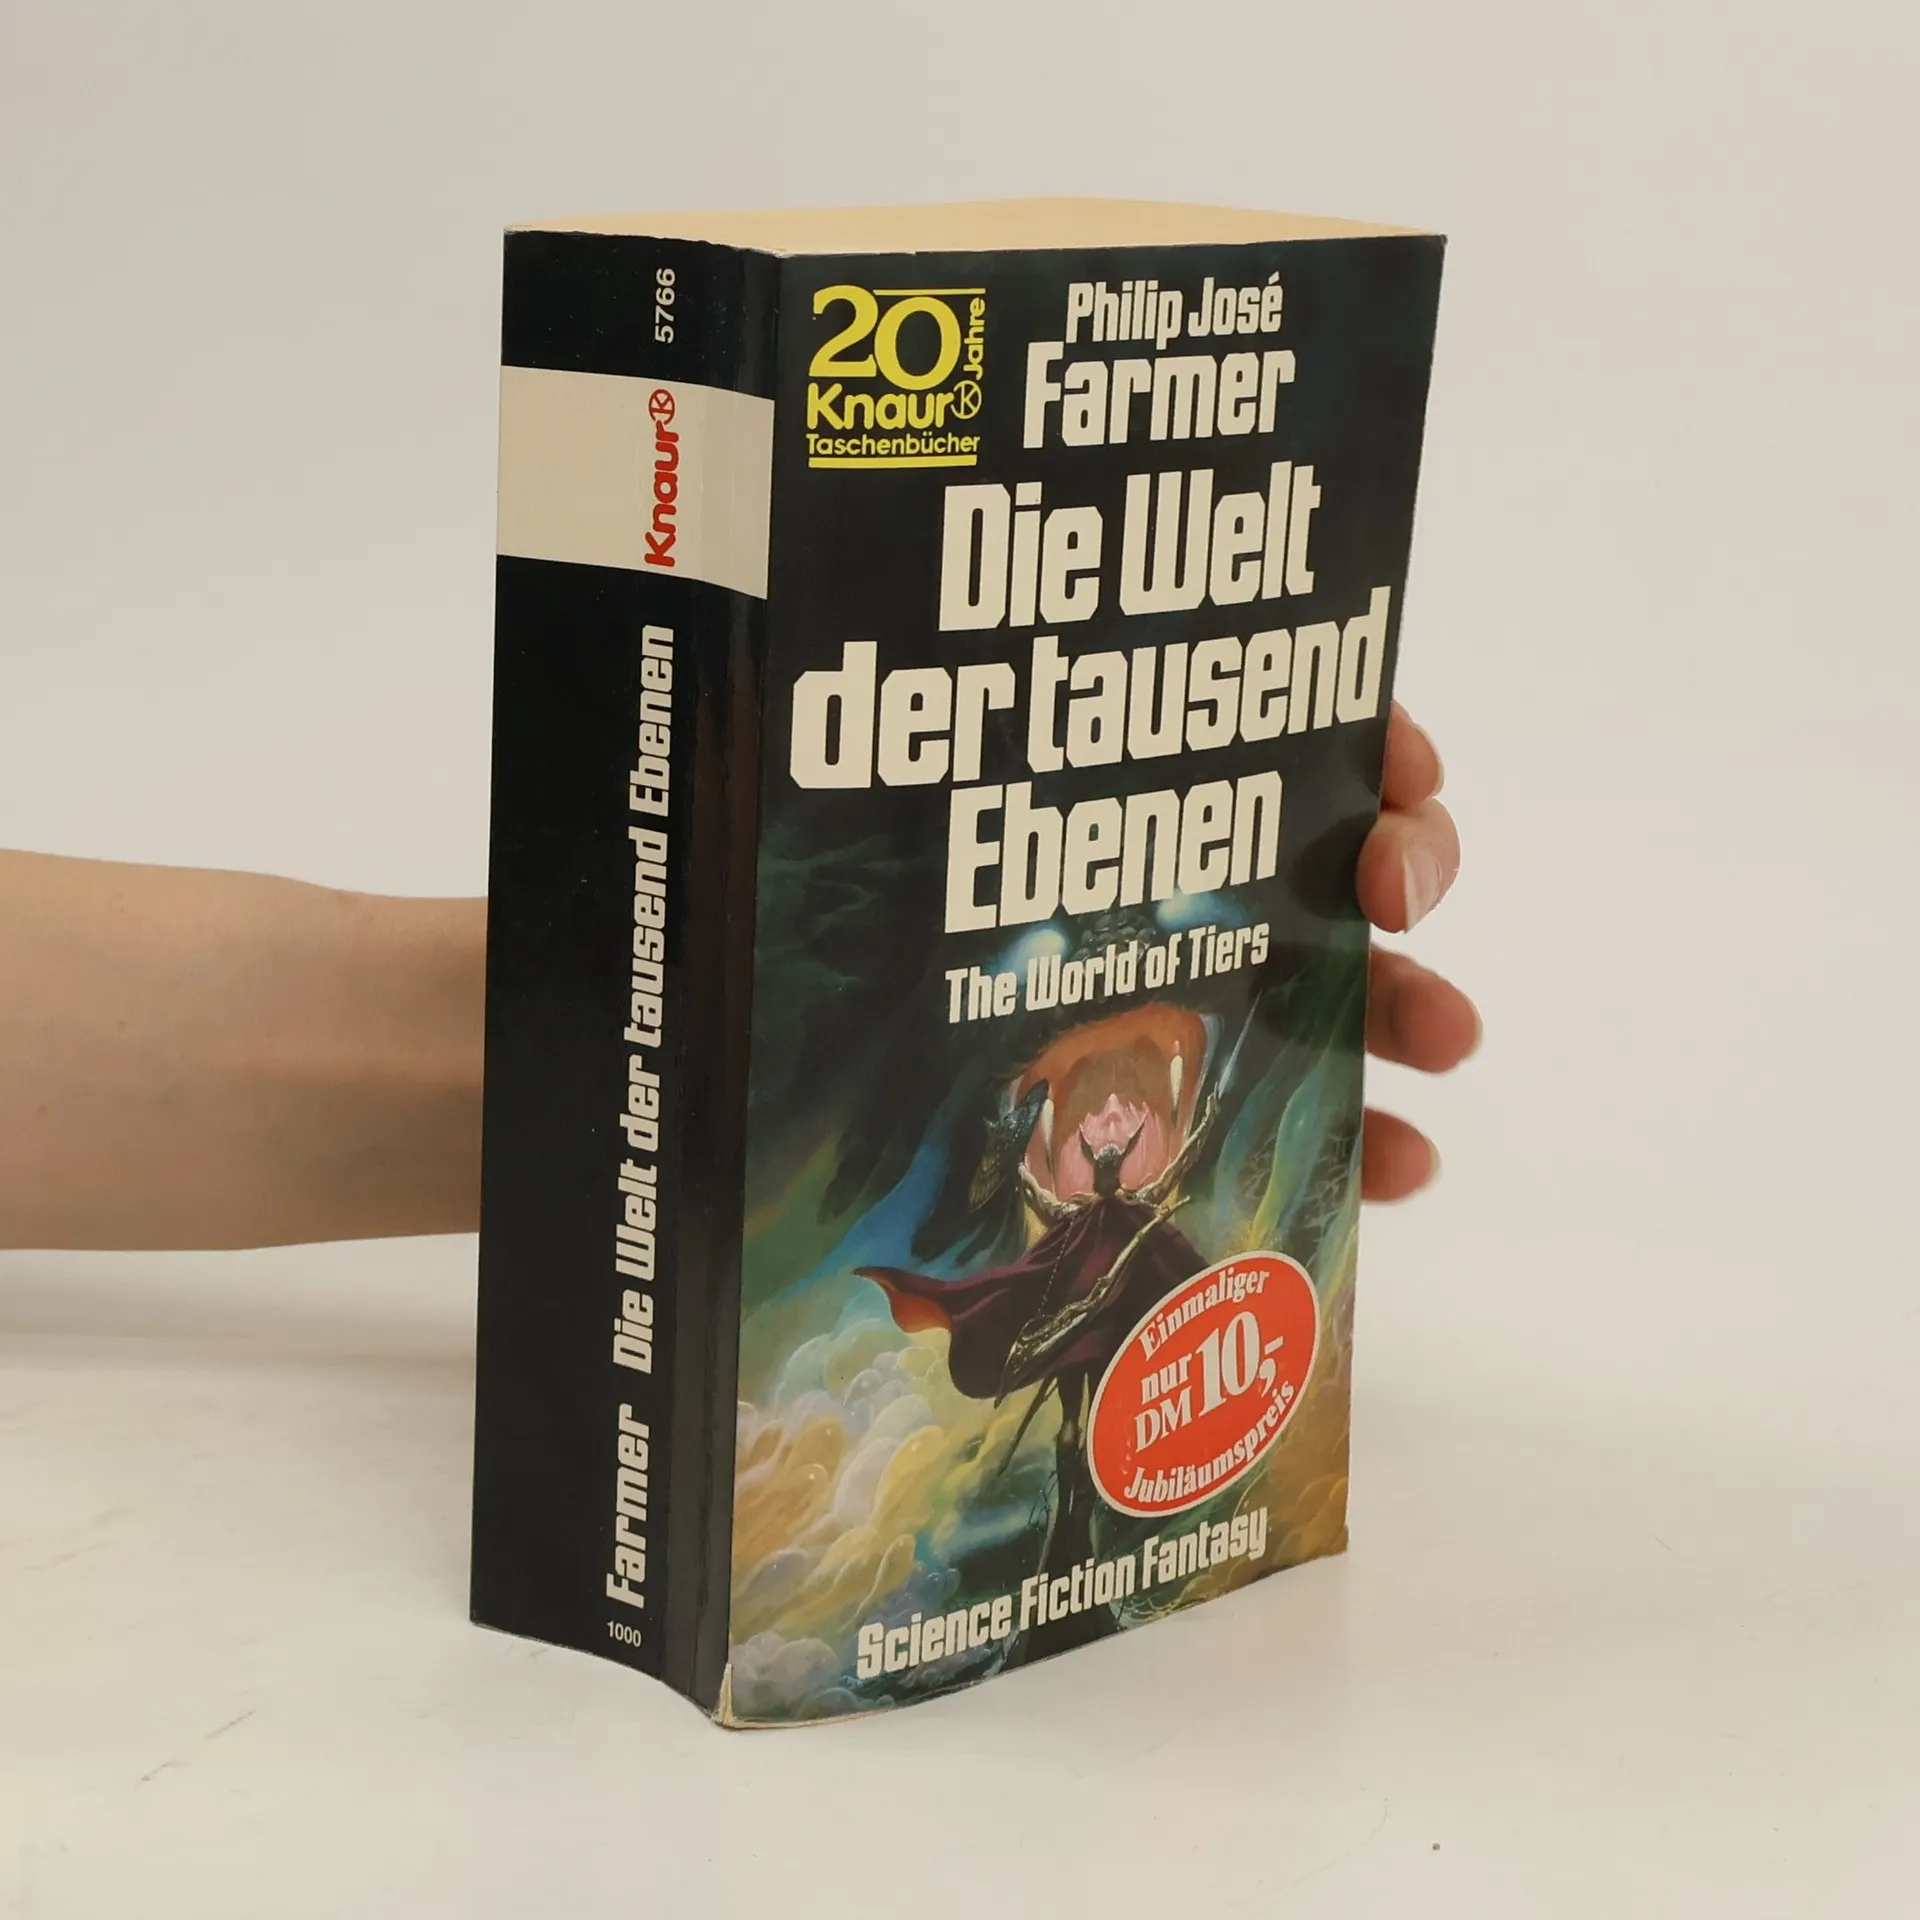 5766
Knaur
Farmer Die Welt der tausend Ebenen
1000
20 Jahre
Knaur
Taschenbücher
Philip José
Farmer
Die Welt
der tausend
Ebenen
The World of Tiers
Einmaliger
nur
DM 10,-
Jubiläumspreis
Science Fiction Fantasy